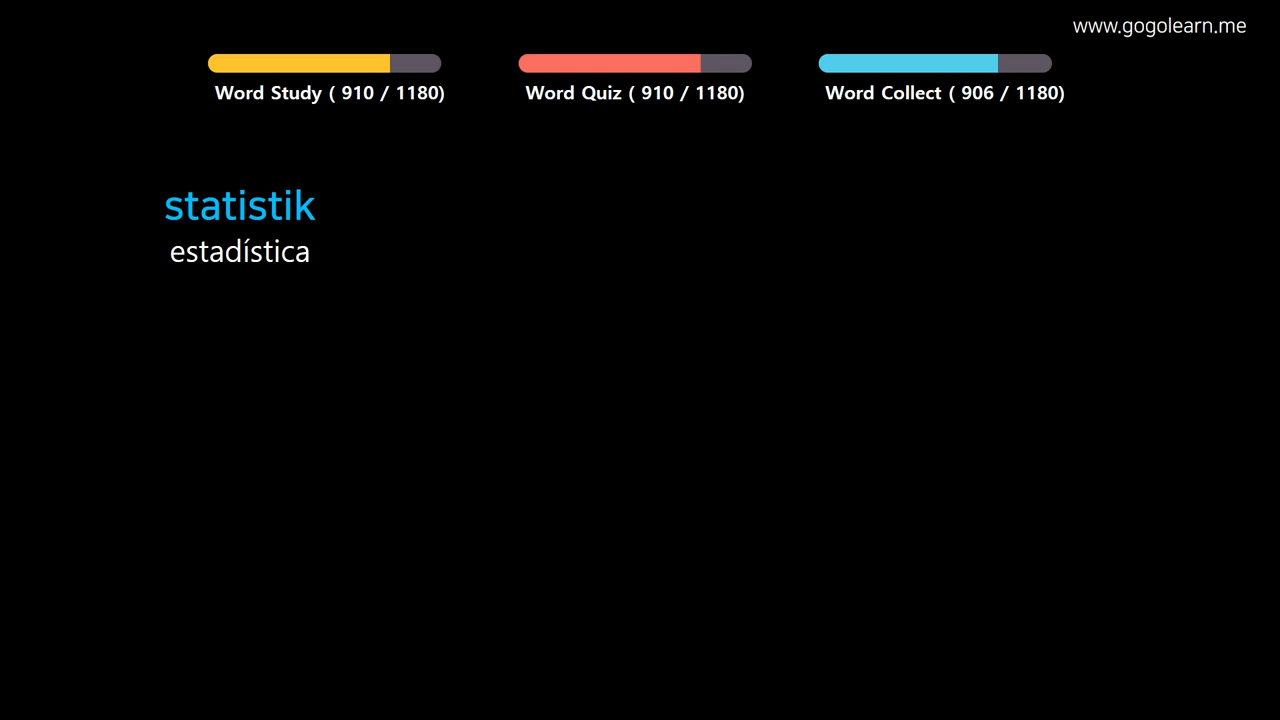 www.gogolearn.me
Word Study ( 910 / 1180)
Word Quiz ( 910 / 1180)
Word Collect ( 906 / 1180)
statistik
estadística